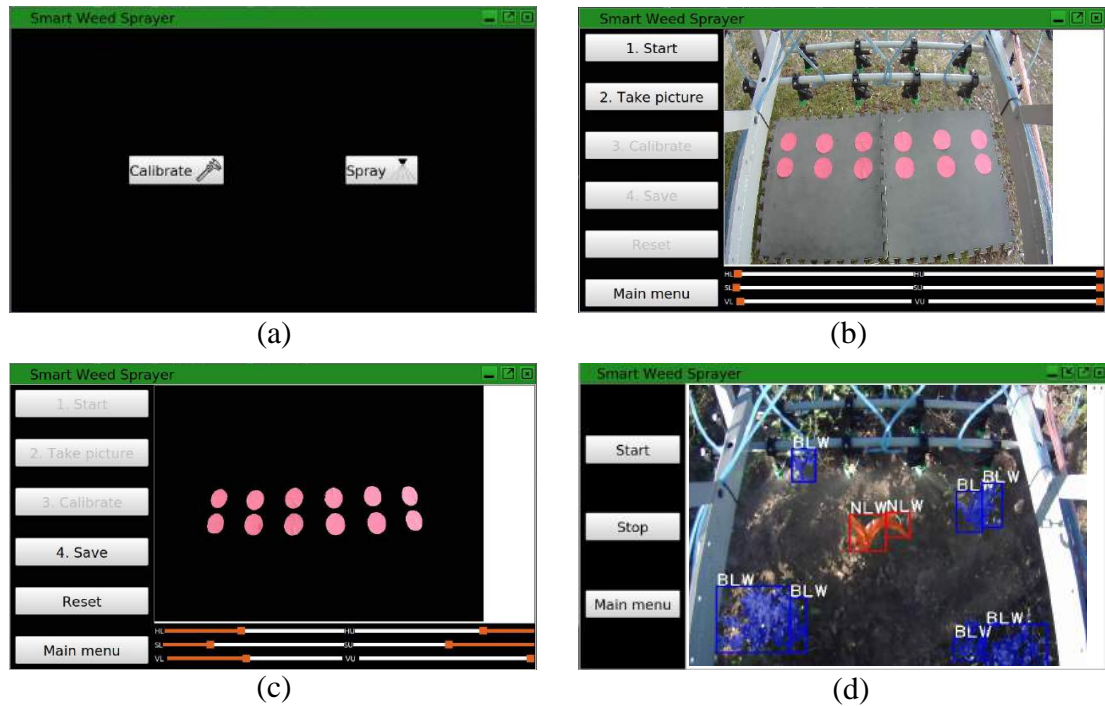 Smart Weed Sprayer
Calibrate
Spray
(a)
Smart Weed Sprayer
1. Start
2. Take picture
3. Calibrate
4. Save
Reset
Main menu
HL HU
SL SU
VL VU
(b)
Smart Weed Sprayer
1. Start
2. Take picture
3. Calibrate
4. Save
Reset
Main menu
HL HU
SL SU
VL VU
(c)
Smart Weed Sprayer
Start
Stop
Main menu
BLW
BLW
BLW
NLW NLW
BLW
BLW
BLW
BLW
(d)